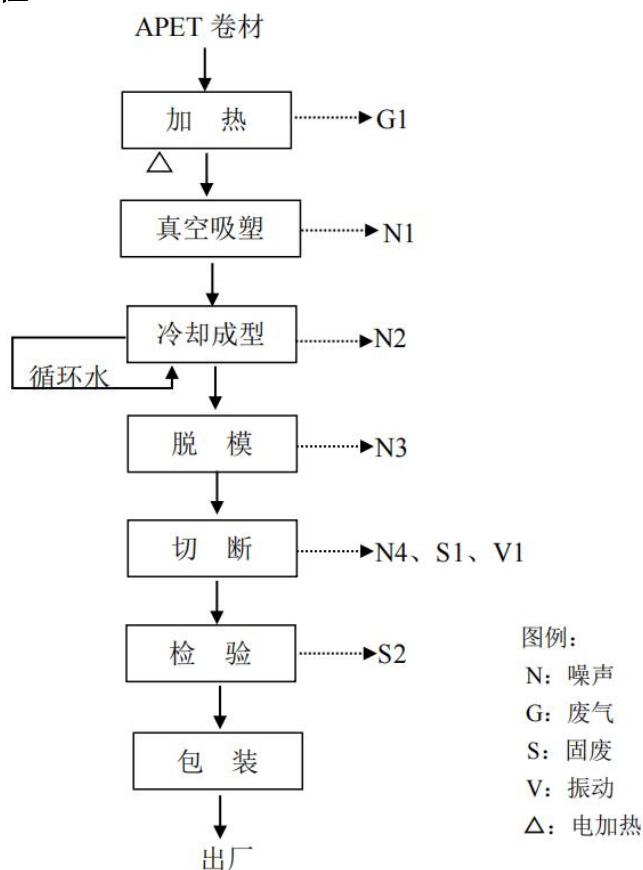 APET 卷材
加 热
G1
真空吸塑
N1
冷却成型
N2
循环水
脱 模
N3
切 断
N4、S1、V1
检 验
S2
包 装
出厂
图例：
N：噪声
G：废气
S：固废
V：振动
△：电加热